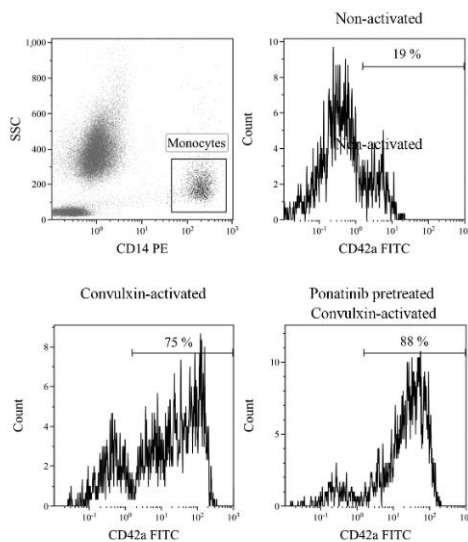 Non-activated
1,000
800
600
400
200
0
SSC
Monocytes
10⁰ 10¹ 10² 10³
CD14 PE
19 %
Non-activated
8
6
4
2
0
Count
10⁻¹ 10⁰ 10¹ 10² 10³
CD42a FITC
Convulxin-activated
75 %
8
6
4
2
0
Count
10⁻¹ 10⁰ 10¹ 10² 10³
CD42a FITC
Ponatinib pretreated
Convulxin-activated
88 %
10
5
0
Count
10⁻¹ 10⁰ 10¹ 10² 10³
CD42a FITC